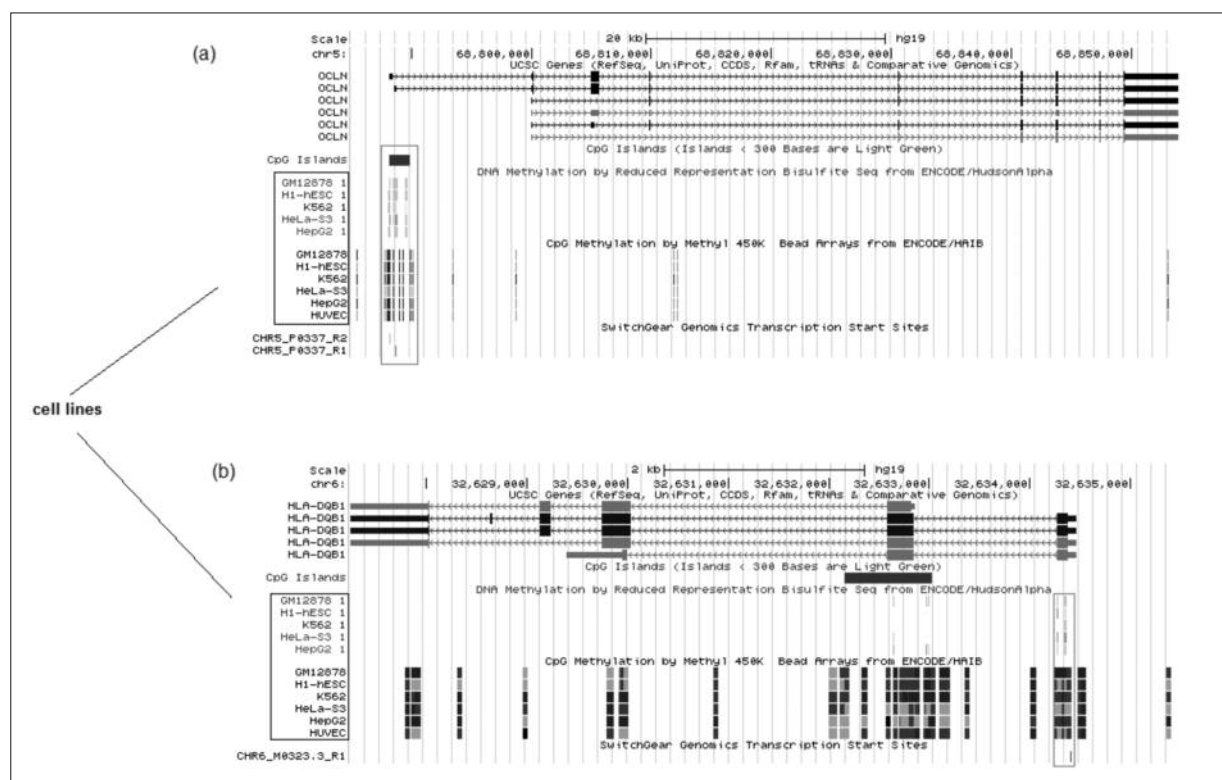 (a)
Scale 20 kb hg19
chr5: 68,800,000 68,810,000 68,820,000 68,830,000 68,840,000 68,850,000
UCSC Genes (RefSeq, UniProt, CCDS, Rfam, tRNAs & Comparative Genomics)
OCLN
OCLN
OCLN
OCLN
OCLN
OCLN
CpG Islands (Islands < 300 Bases are Light Green)
CpG Islands
DNA Methylation by Reduced Representation Bisulfite Seq from ENCODE/HudsonAlpha
GM12878 1
H1-hESC 1
K562 1
HeLa-S3 1
HepG2 1
CpG Methylation by Methyl 450K Bead Arrays from ENCODE/HAIB
GM12878
H1-hESC
K562
HeLa-S3
HepG2
HUVEC
SwitchGear Genomics Transcription Start Sites
CHR5_P0337_R2
CHR5_P0337_R1
cell lines
(b)
Scale 2 kb hg19
chr6: 32,629,000 32,630,000 32,631,000 32,632,000 32,633,000 32,634,000 32,635,000
UCSC Genes (RefSeq, UniProt, CCDS, Rfam, tRNAs & Comparative Genomics)
HLA-DQB1
HLA-DQB1
HLA-DQB1
HLA-DQB1
HLA-DQB1
CpG Islands (Islands < 300 Bases are Light Green)
CpG Islands
DNA Methylation by Reduced Representation Bisulfite Seq from ENCODE/HudsonAlpha
GM12878 1
H1-hESC 1
K562 1
HeLa-S3 1
HepG2 1
CpG Methylation by Methyl 450K Bead Arrays from ENCODE/HAIB
GM12878
H1-hESC
K562
HeLa-S3
HepG2
HUVEC
SwitchGear Genomics Transcription Start Sites
CHR6_M0323.3_R1